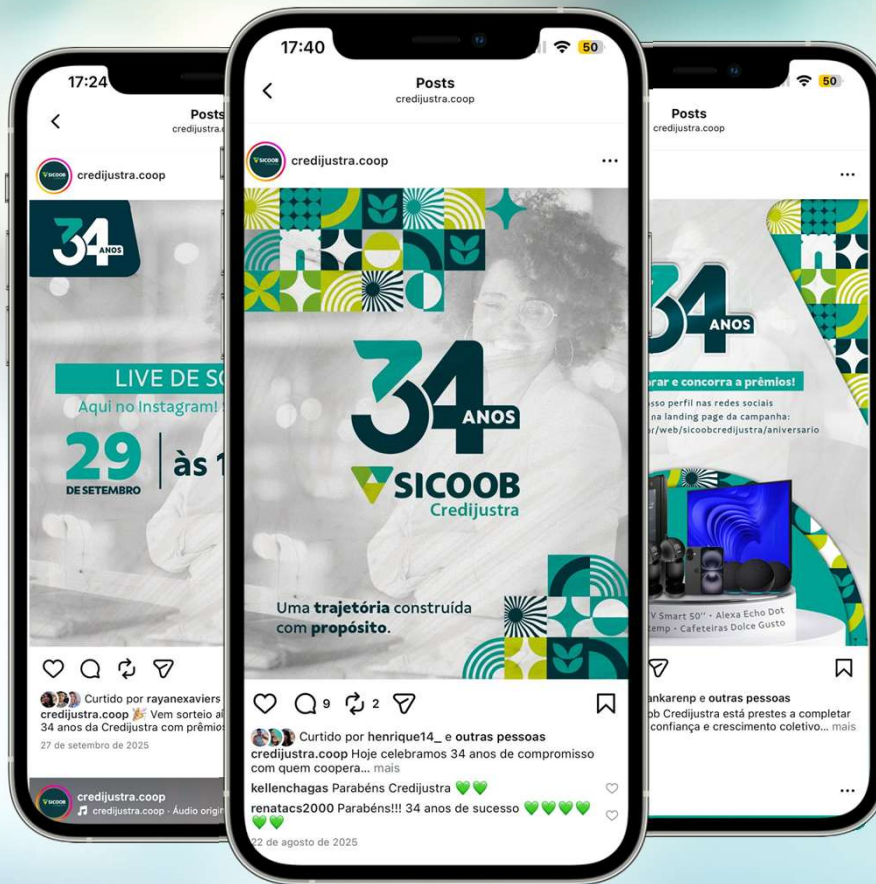 17:24
Posts
credijustra.c
SICOOB
credijustra.coop
34
ANOS
LIVE DE SO
Aqui no Instagram!
29
DE SETEMBRO
às 1
Curtido por rayanexaviers
credijustra.coop 🎉 Vem sorteio aí
34 anos da Credijustra com prêmios
27 de setembro de 2025
SICOOB
credijustra.coop
credijustra.coop · Áudio origin
17:40
50
Posts
credijustra.coop
SICOOB
credijustra.coop
34
ANOS
SICOOB
Credijustra
Uma trajetória construída
com propósito.
9
2
Curtido por henrique14_ e outras pessoas
credijustra.coop Hoje celebramos 34 anos de compromisso
com quem coopera... mais
kellenchagas Parabéns Credijustra 💚💚
renatacs2000 Parabéns!!! 34 anos de sucesso 💚💚💚💚
💚💚
22 de agosto de 2025
50
Posts
credijustra.coop
34
ANOS
rar e concorra a prêmios!
sso perfil nas redes sociais
na landing page da campanha:
r/web/sicoobcredijustra/aniversario
V Smart 50'' • Alexa Echo Dot
temp • Cafeteiras Dolce Gusto
ankarenp e outras pessoas
ob Credijustra está prestes a completar
confiança e crescimento coletivo... mais